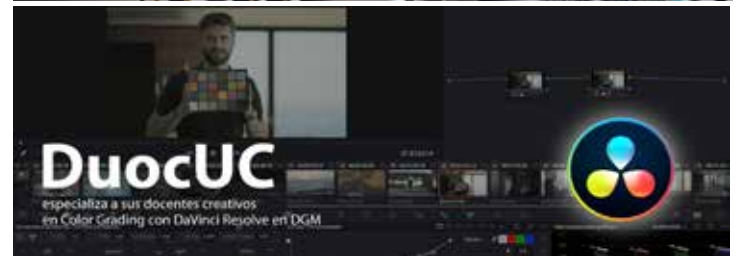 DuocUC
especializa a sus docentes creativos
en Color Grading con DaVinci Resolve en DGM